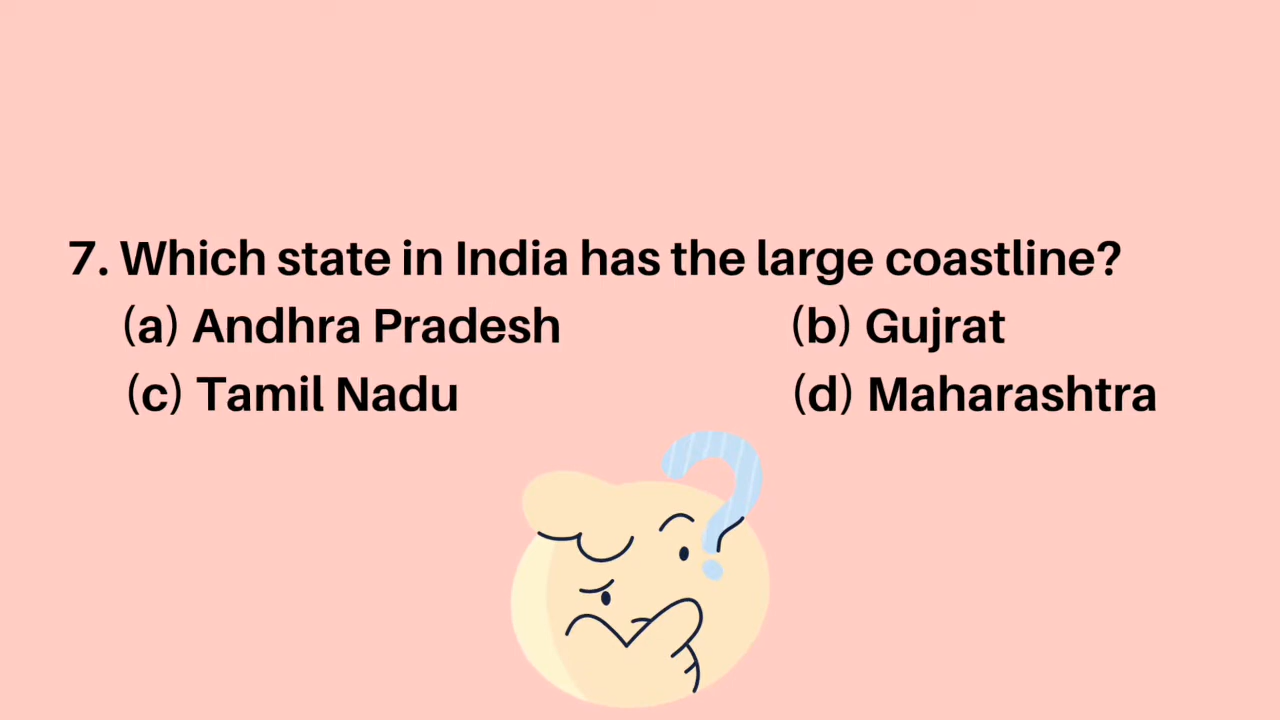 7. Which state in India has the large coastline?
(a) Andhra Pradesh (b) Gujrat
(c) Tamil Nadu (d) Maharashtra